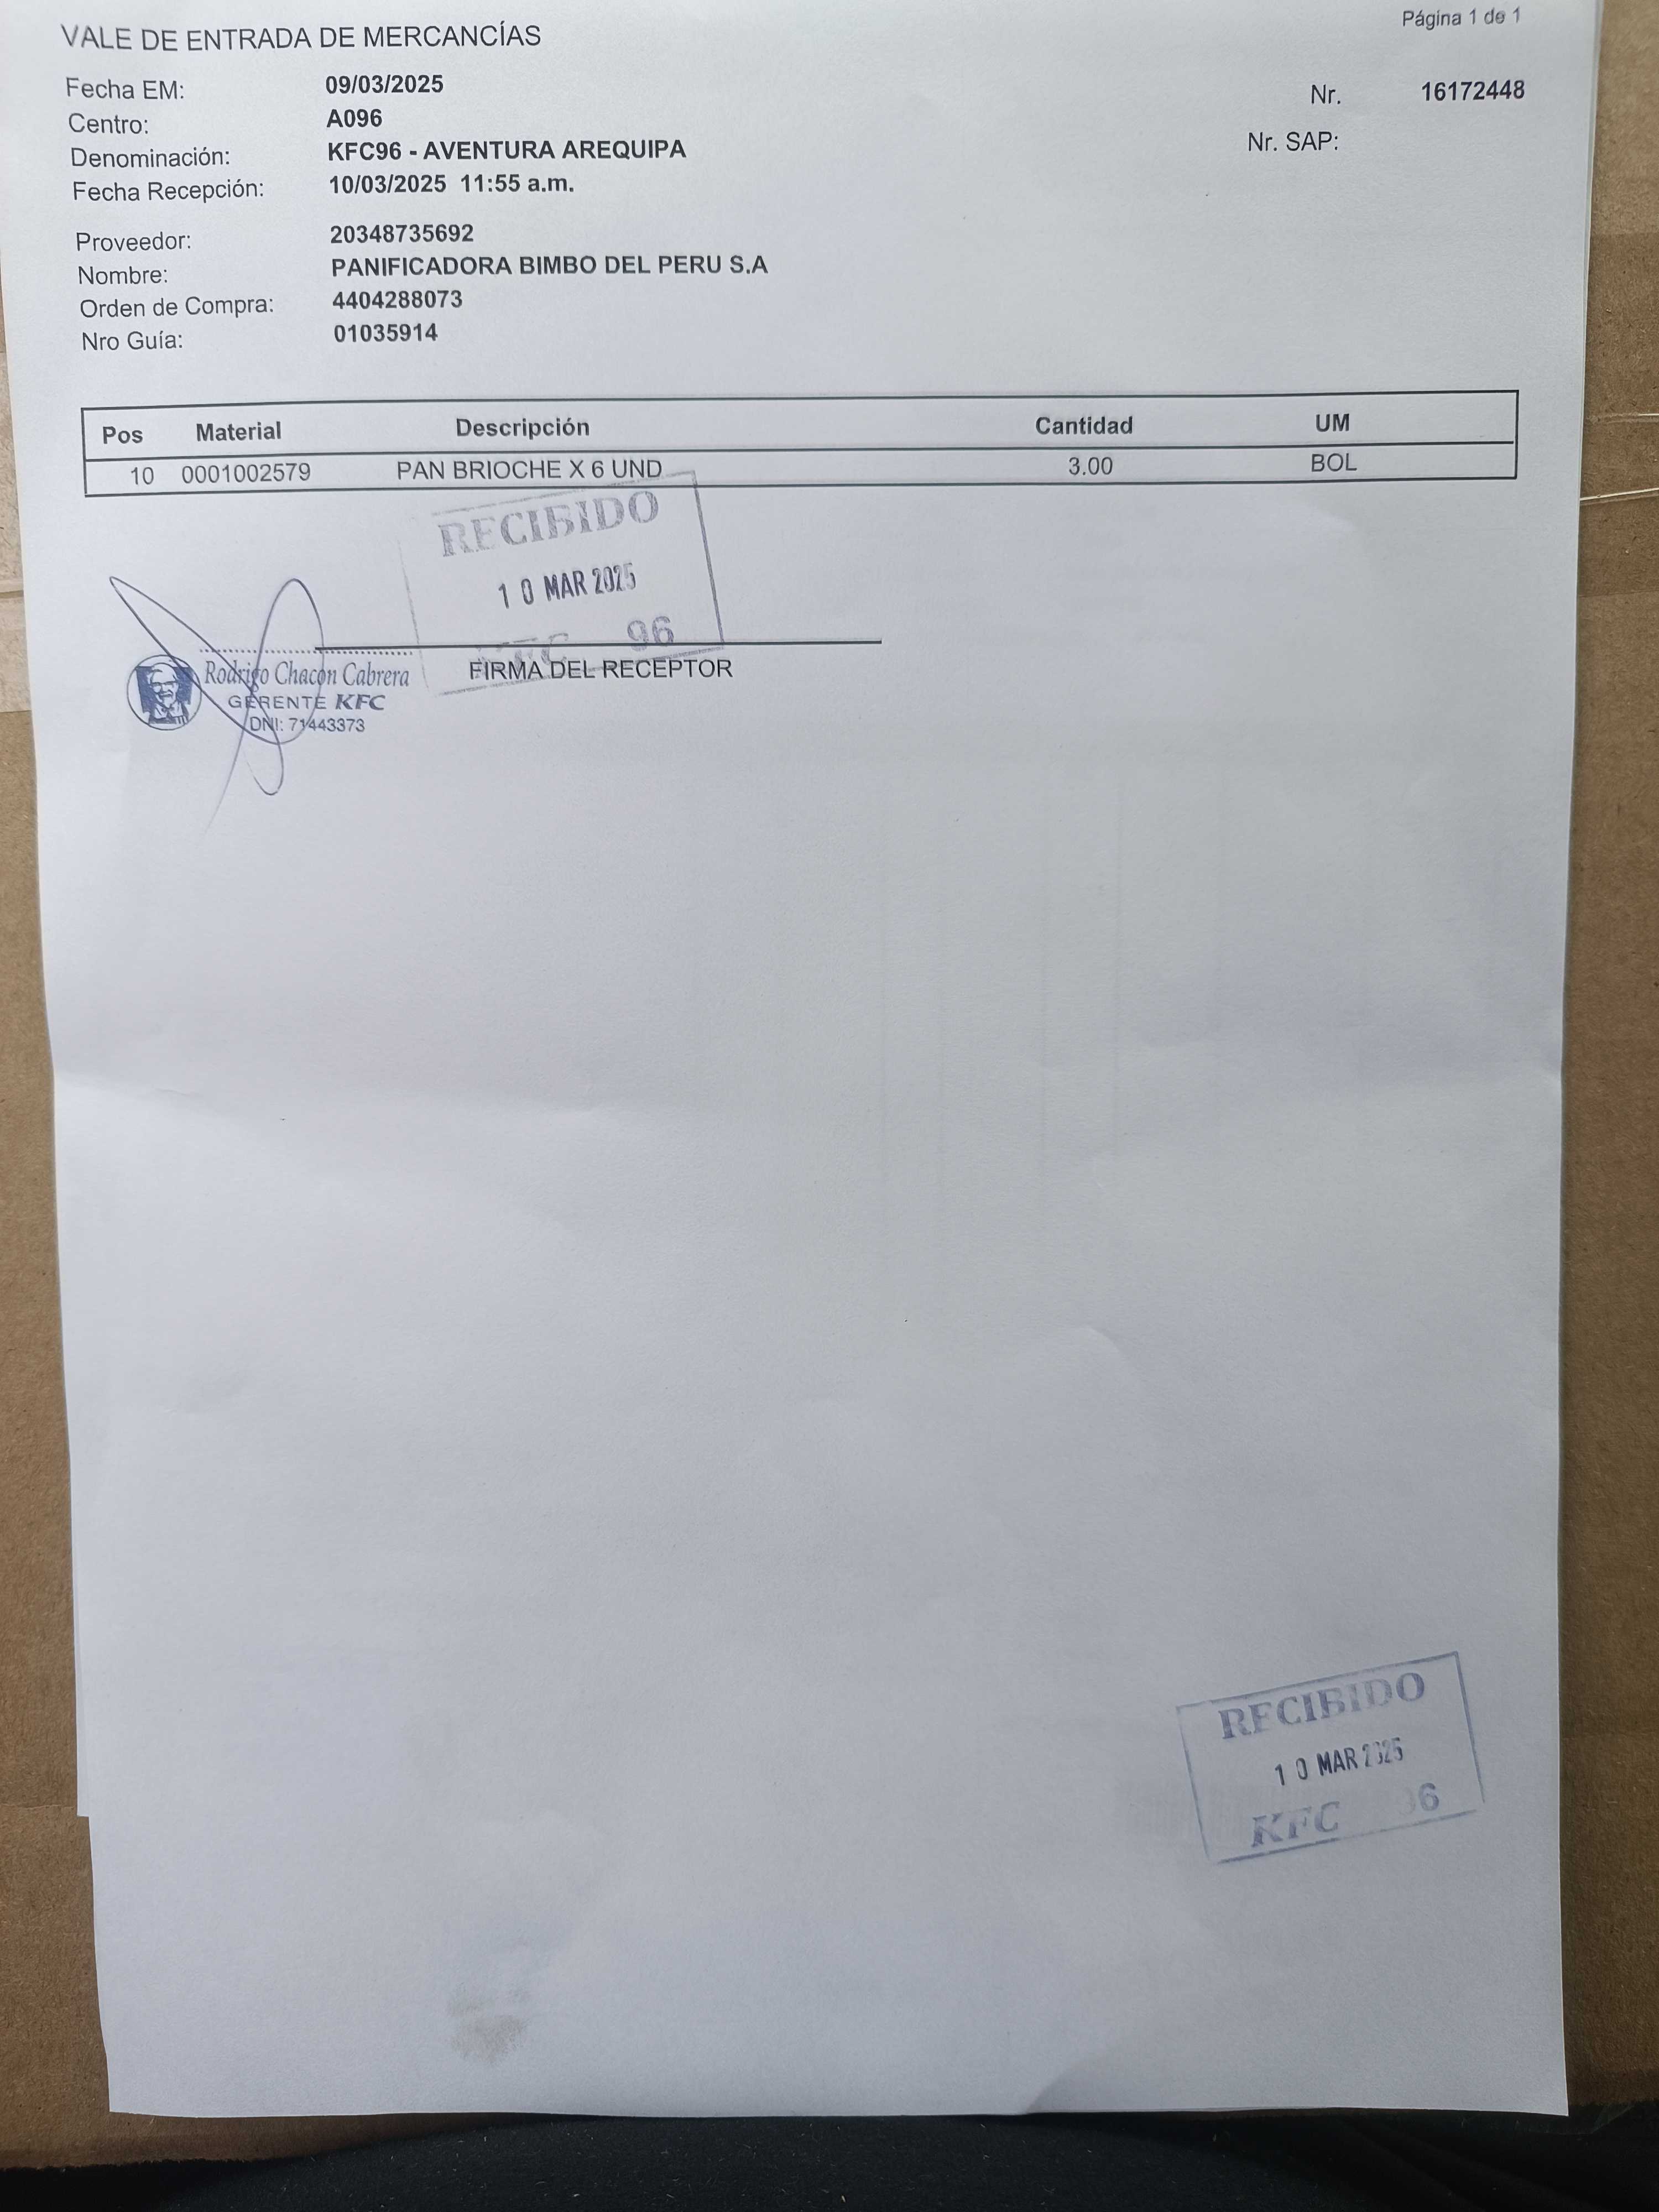 Página 1 de 1
VALE DE ENTRADA DE MERCANCÍAS
Fecha EM: 09/03/2025
Nr. 16172448
Centro: A096
Nr. SAP:
Denominación: KFC96 - AVENTURA AREQUIPA
Fecha Recepción: 10/03/2025 11:55 a.m.
Proveedor: 20348735692
Nombre: PANIFICADORA BIMBO DEL PERU S.A
Orden de Compra: 4404288073
Nro Guía: 01035914
Pos Material Descripción Cantidad UM
10 0001002579 PAN BRIOCHE X 6 UND 3.00 BOL
RECIBIDO
10 MAR 2025
KFC 96
FIRMA DEL RECEPTOR
Rodrigo Chacón Cabrera
GERENTE KFC
DNI: 71443373
RECIBIDO
10 MAR 2025
KFC 96